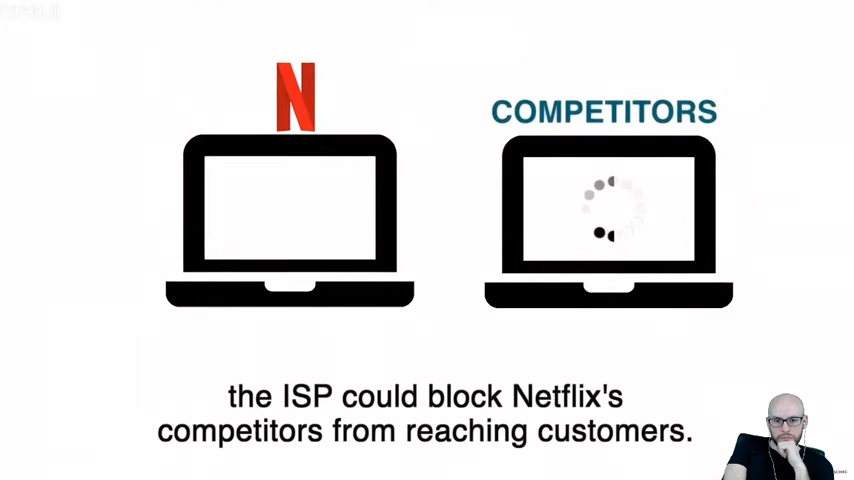 N
COMPETITORS
the ISP could block Netflix's
competitors from reaching customers.